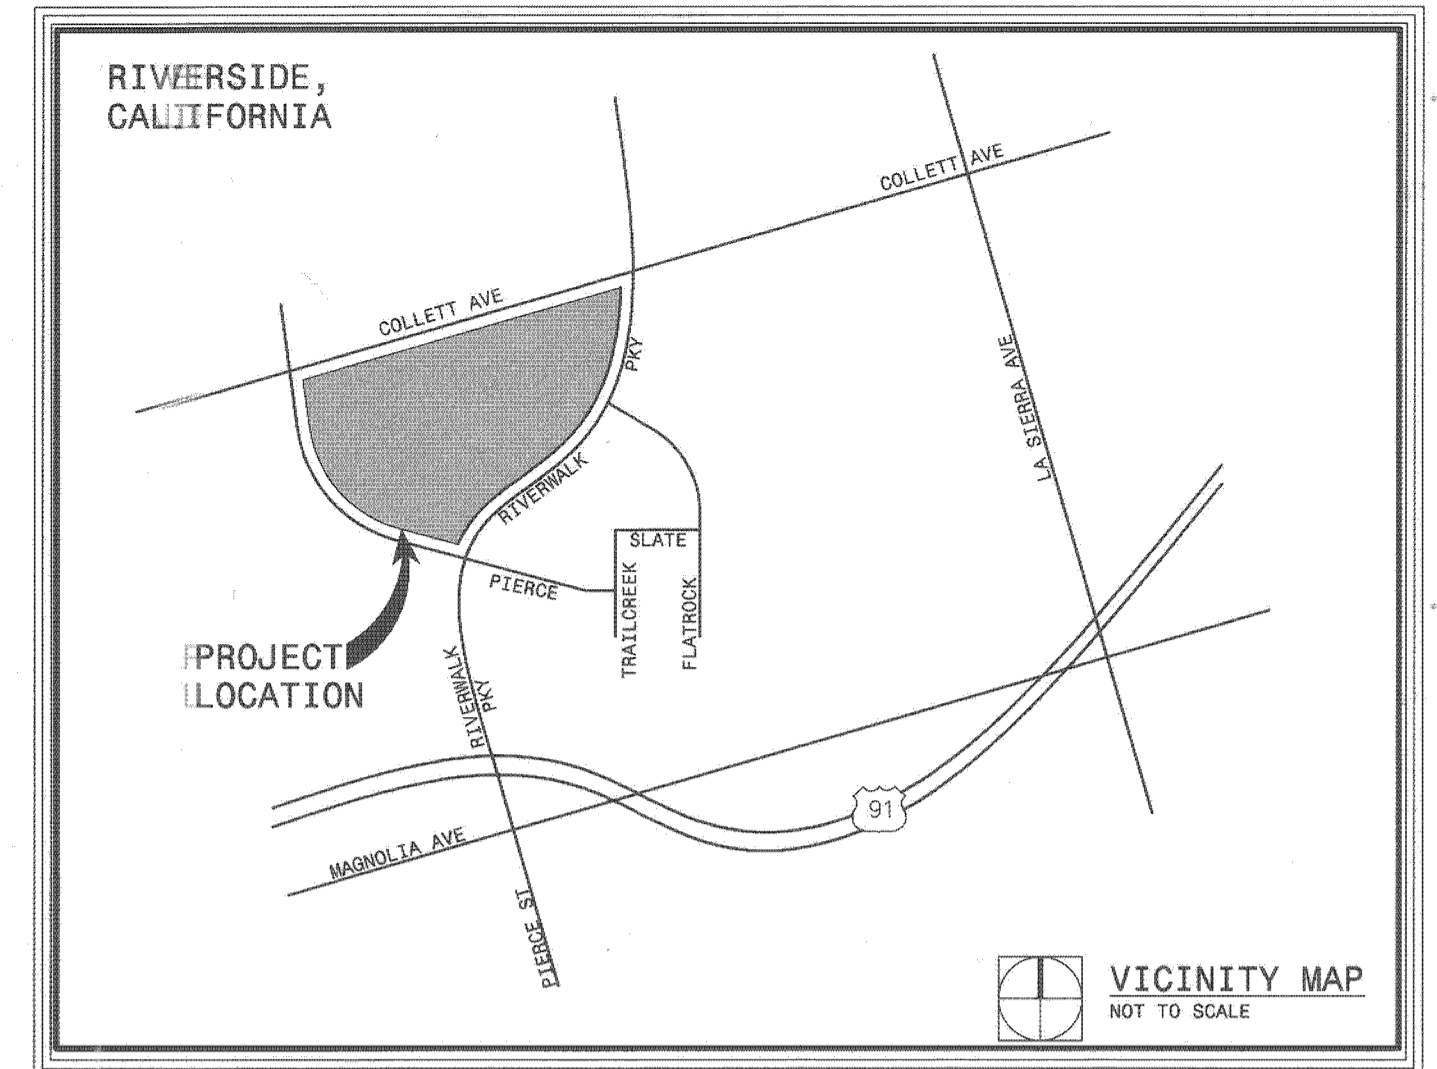 RIVERSIDE,
CALIFORNIA
COLLETT AVE
COLLETT AVE
PKY
LA SIERRA AVE
RIVERWALK
SLATE
PIERCE
TRAILCREEK
FLATROCK
PROJECT
LOCATION
RIVERWALK
PKY
91
MAGNOLIA AVE
PIERCE ST
VICINITY MAP
NOT TO SCALE